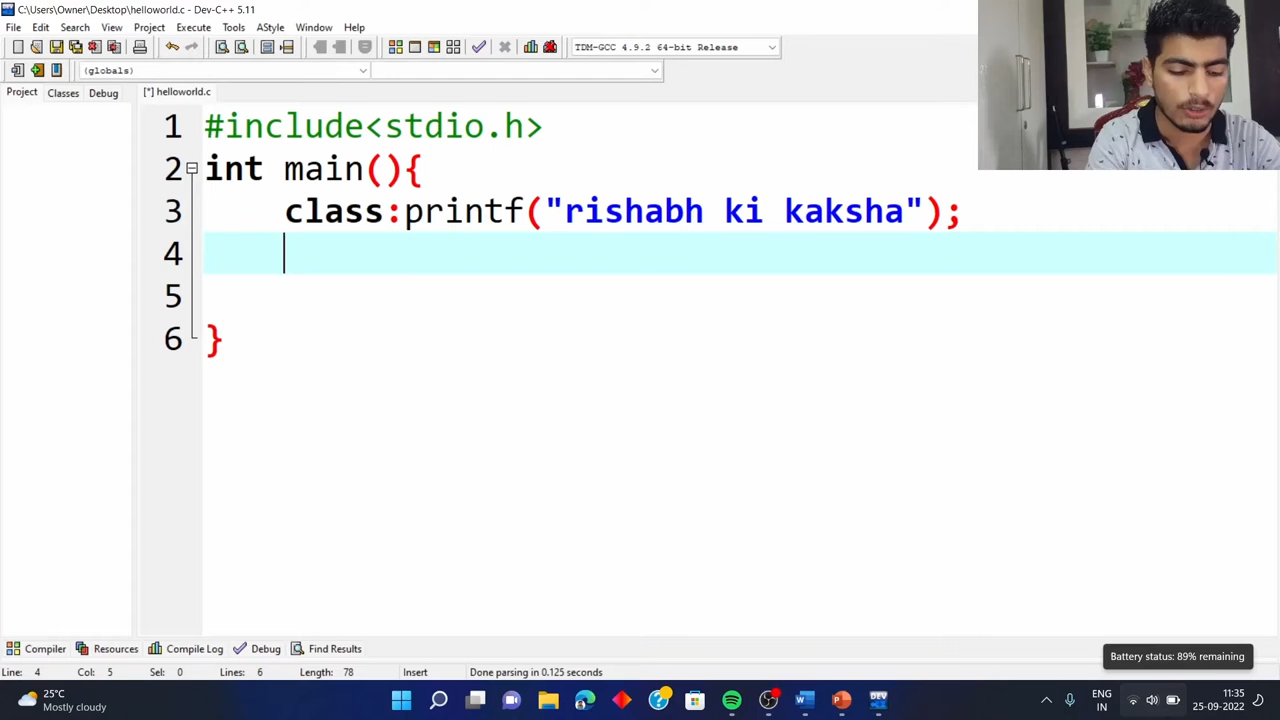 C:\Users\Owner\Desktop\helloworld.c - Dev-C++ 5.11
File Edit Search View Project Execute Tools AStyle Window Help
TDM-GCC 4.9.2 64-bit Release
(globals)
Project Classes Debug [*] helloworld.c
1 #include<stdio.h>
2 int main(){
3 class:printf("rishabh ki kaksha");
4
5
6 }
Compiler Resources Compile Log Debug Find Results
Battery status: 89% remaining
Line: 4 Col: 5 Sel: 0 Lines: 6 Length: 78 Insert Done parsing in 0.125 seconds
25°C
Mostly cloudy
DEV
ENG
IN
11:35
25-09-2022